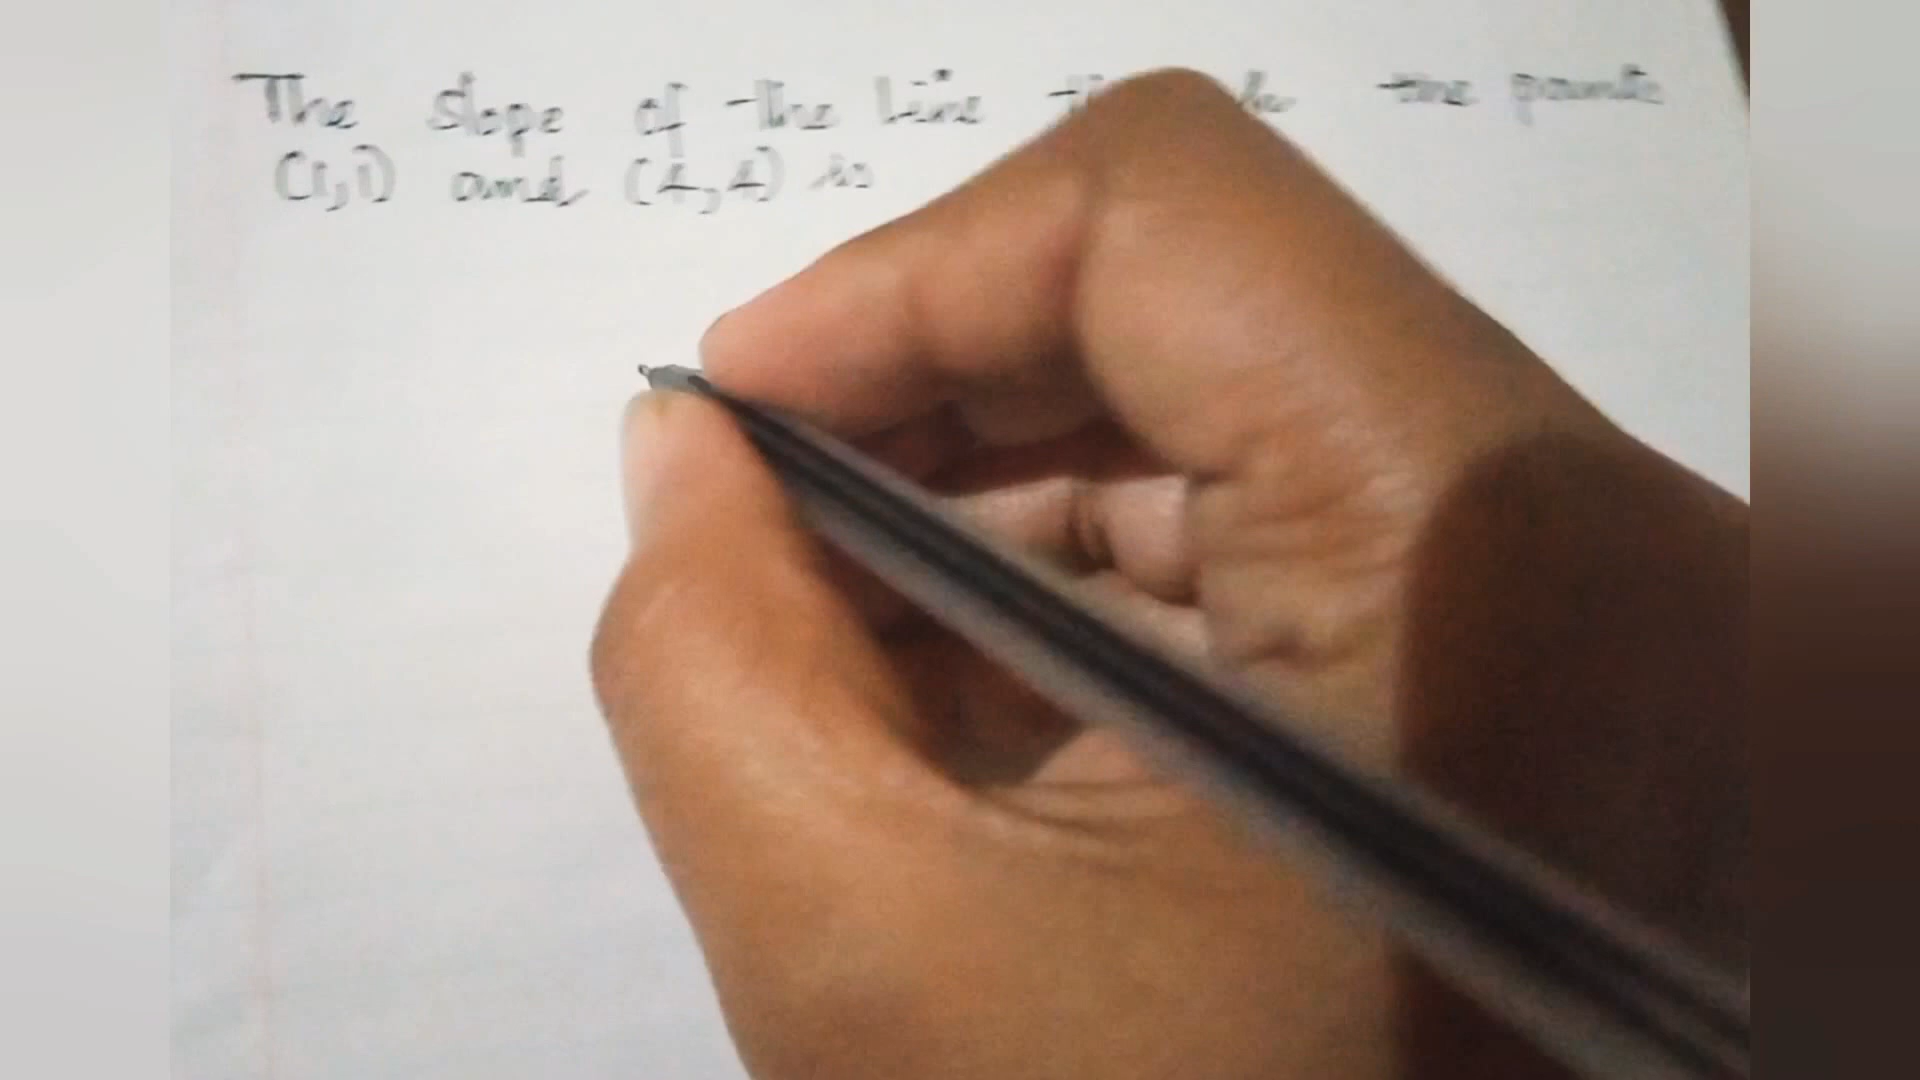 The slope of the line the points
(1,1) and (4,4) is